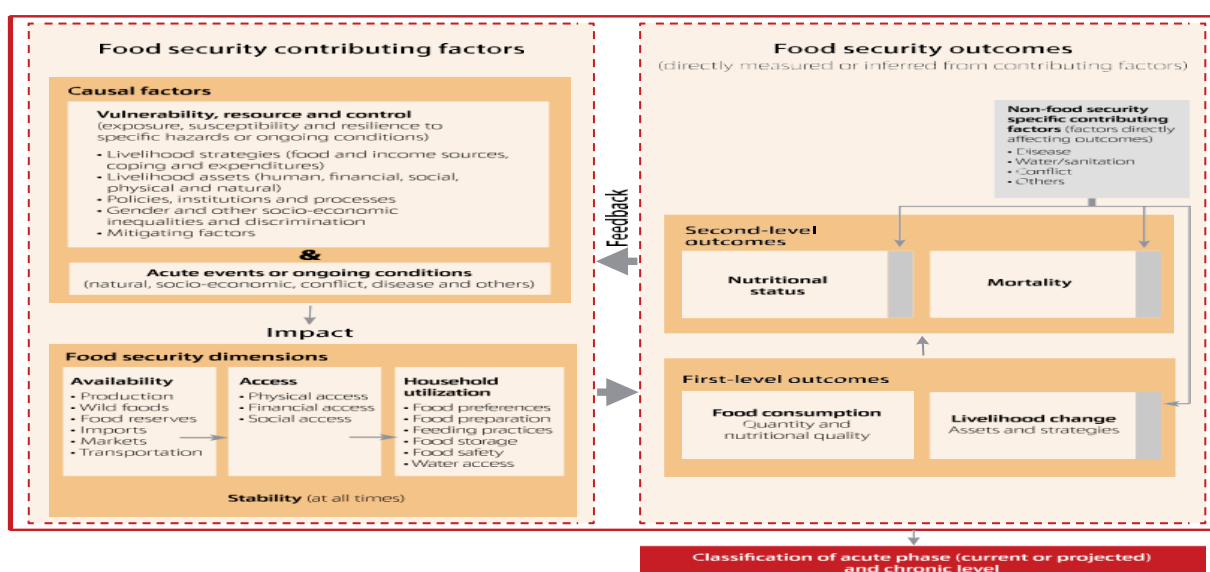 Food security contributing factors
Causal factors
Vulnerability, resource and control
(exposure, susceptibility and resilience to
specific hazards or ongoing conditions)
• Livelihood strategies (food and income sources,
coping and expenditures)
• Livelihood assets (human, financial, social,
physical and natural)
• Policies, institutions and processes
• Gender and other socio-economic
inequalities and discrimination
• Mitigating factors
&
Acute events or ongoing conditions
(natural, socio-economic, conflict, disease and others)
Impact
Food security dimensions
Availability
• Production
• Wild foods
• Food reserves
• Imports
• Markets
• Transportation
Access
• Physical access
• Financial access
• Social access
Household
utilization
• Food preferences
• Food preparation
• Feeding practices
• Food storage
• Food safety
• Water access
Stability (at all times)
Feedback
Food security outcomes
(directly measured or inferred from contributing factors)
Non-food security
specific contributing
factors (factors directly
affecting outcomes)
• Disease
• Water/sanitation
• Conflict
• Others
Second-level
outcomes
Nutritional
status
Mortality
First-level outcomes
Food consumption
Quantity and
nutritional quality
Livelihood change
Assets and strategies
Classification of acute phase (current or projected)
and chronic level